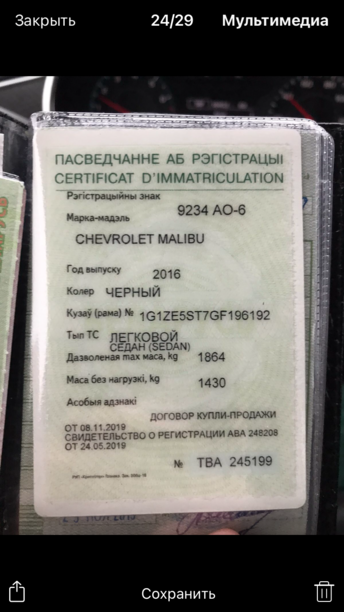 Закрыть
24/29
Мультимедиа
ПАСВЕДЧАННЕ АБ РЭГІСТРАЦЫІ
CERTIFICAT D'IMMATRICULATION
Рэгістрацыйны знак
9234 АО-6
Марка-мадэль
CHEVROLET MALIBU
Год выпуску 2016
Колер ЧЕРНЫЙ
Кузаў (рама) № 1G1ZE5ST7GF196192
Тып ТС ЛЕГКОВОЙ
СЕДАН (SEDAN)
Дазволеная max маса, kg 1864
Маса без нагрузкі, kg 1430
Асобыя адзнакі
ДОГОВОР КУПЛИ-ПРОДАЖИ
ОТ 08.11.2019
СВИДЕТЕЛЬСТВО О РЕГИСТРАЦИИ АВА 248208
ОТ 24.05.2019
№ ТВА 245199
Сохранить